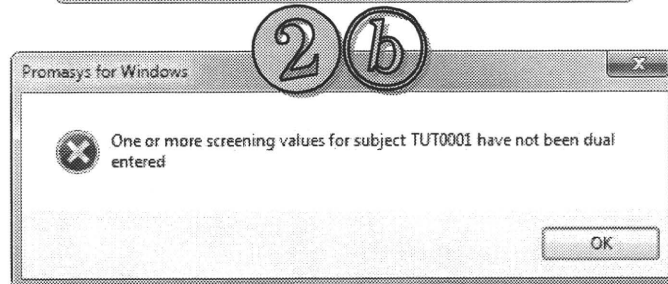 2 b
Promasys for Windows
One or more screening values for subject TUT0001 have not been dual
entered
OK